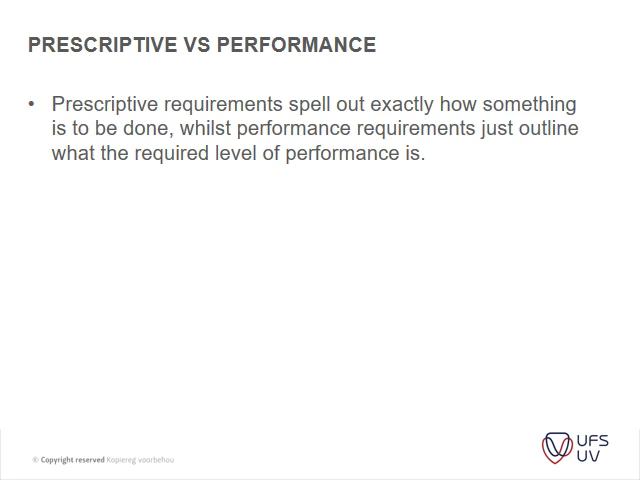 PRESCRIPTIVE VS PERFORMANCE
• Prescriptive requirements spell out exactly how something
is to be done, whilst performance requirements just outline
what the required level of performance is.
© Copyright reserved Kopiereg voorbehou
UFS
UV